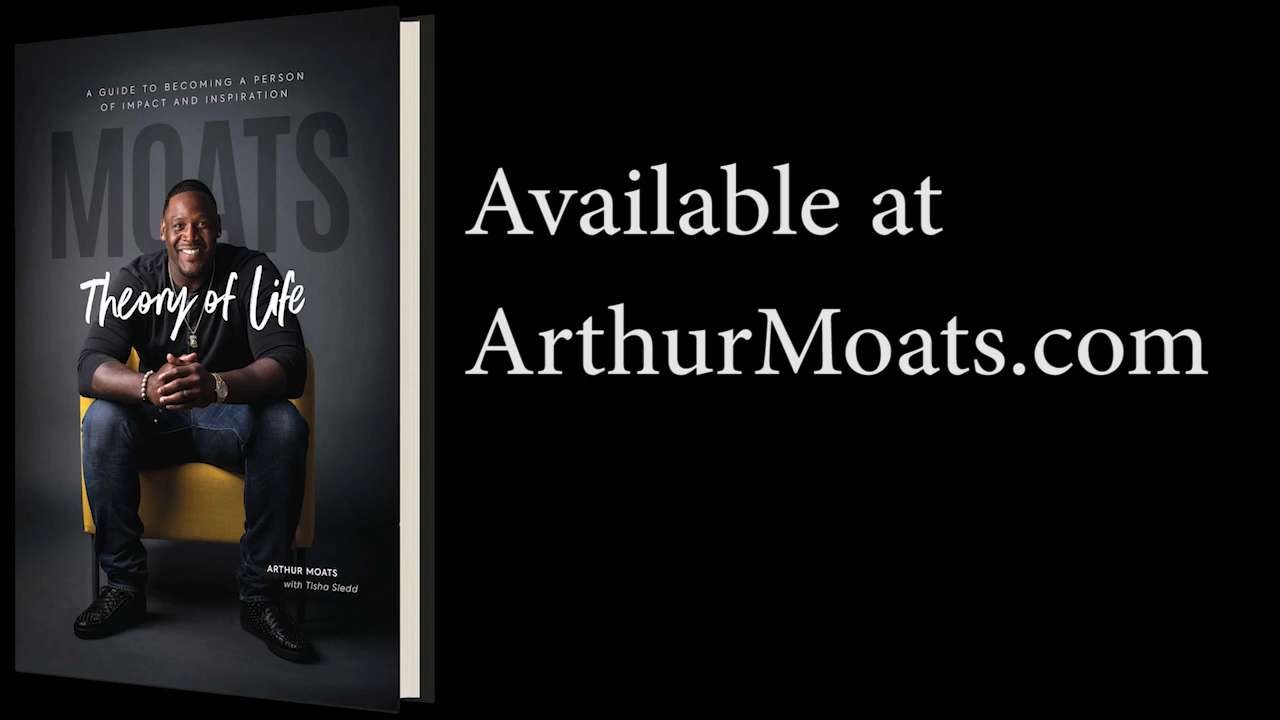 A GUIDE TO BECOMING A PERSON
OF IMPACT AND INSPIRATION
MOATS
Theory of Life
ARTHUR MOATS
with Tisha Sledd
Available at
ArthurMoats.com